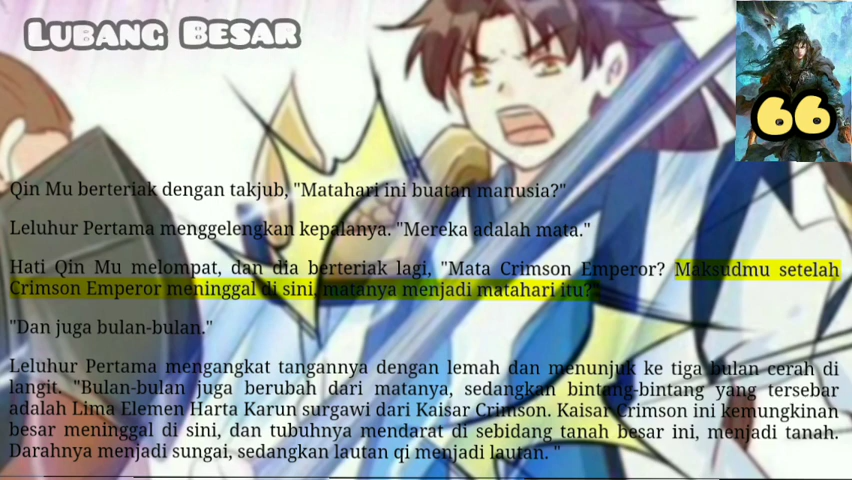 Lubang Besar
66
Qin Mu berteriak dengan takjub, "Matahari ini buatan manusia?"
Leluhur Pertama menggelengkan kepalanya. "Mereka adalah mata."
Hati Qin Mu melompat, dan dia berteriak lagi, "Mata Crimson Emperor? Maksudmu setelah
Crimson Emperor meninggal di sini, matanya menjadi matahari itu?"
"Dan juga bulan-bulan."
Leluhur Pertama mengangkat tangannya dengan lemah dan menunjuk ke tiga bulan cerah di
langit. "Bulan-bulan juga berubah dari matanya, sedangkan bintang-bintang yang tersebar
adalah Lima Elemen Harta Karun surgawi dari Kaisar Crimson. Kaisar Crimson ini kemungkinan
besar meninggal di sini, dan tubuhnya mendarat di sebidang tanah besar ini, menjadi tanah.
Darahnya menjadi sungai, sedangkan lautan qi menjadi lautan. "